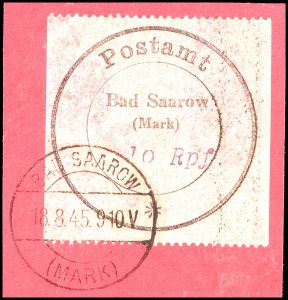 Postamt
Bad Saarow
(Mark)
10 Rpf
SAAROW *
18.8.45.9 10 V
(MARK)